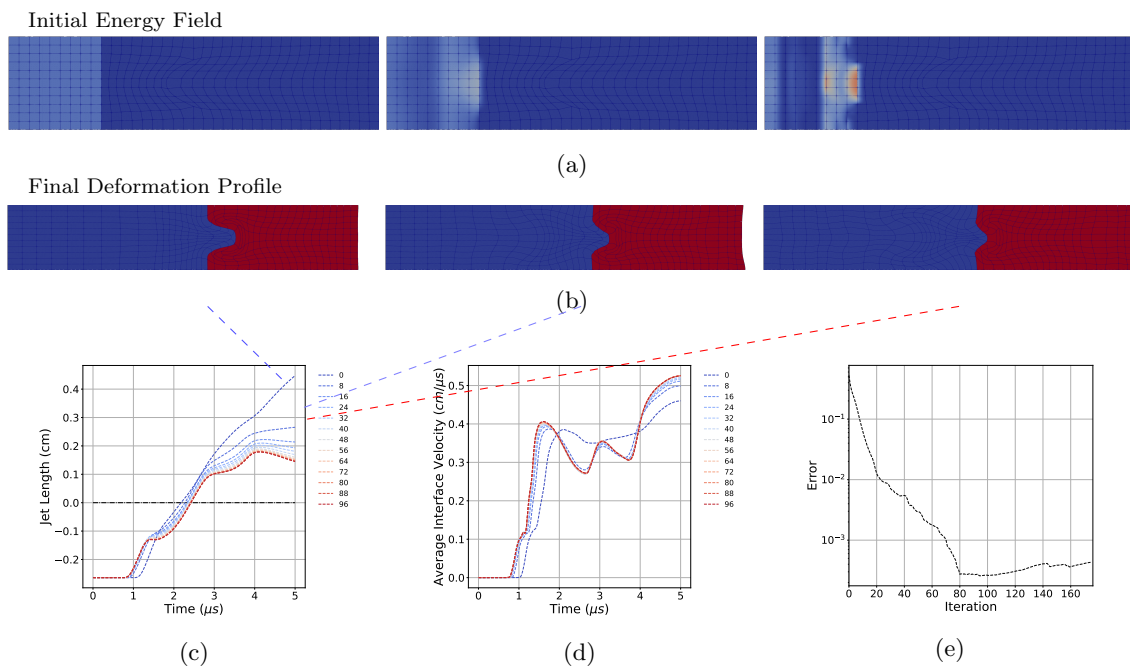 Initial Energy Field
(a)
Final Deformation Profile
(b)
Jet Length (cm)
0.4
0.3
0.2
0.1
0.0
−0.1
−0.2
0 1 2 3 4 5
Time (μs)
0
8
16
24
32
40
48
56
64
72
80
88
96
(c)
Average Interface Velocity (cm/μs)
0.5
0.4
0.3
0.2
0.1
0.0
0 1 2 3 4 5
Time (μs)
0
8
16
24
32
40
48
56
64
72
80
88
96
(d)
Error
10⁻¹
10⁻²
10⁻³
0 20 40 60 80 100 120 140 160
Iteration
(e)